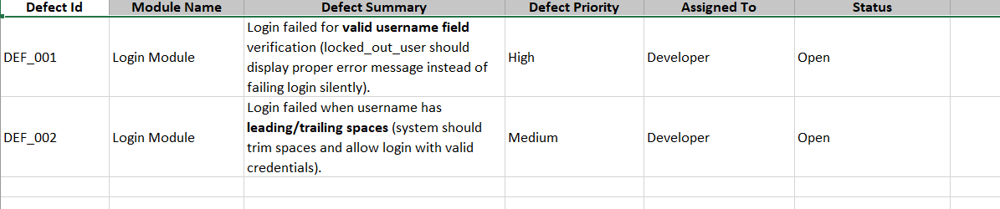 Defect Id Module Name Defect Summary Defect Priority Assigned To Status
DEF_001 Login Module Login failed for valid username field
verification (locked_out_user should
display proper error message instead of
failing login silently). High Developer Open
DEF_002 Login Module Login failed when username has
leading/trailing spaces (system should
trim spaces and allow login with valid
credentials). Medium Developer Open